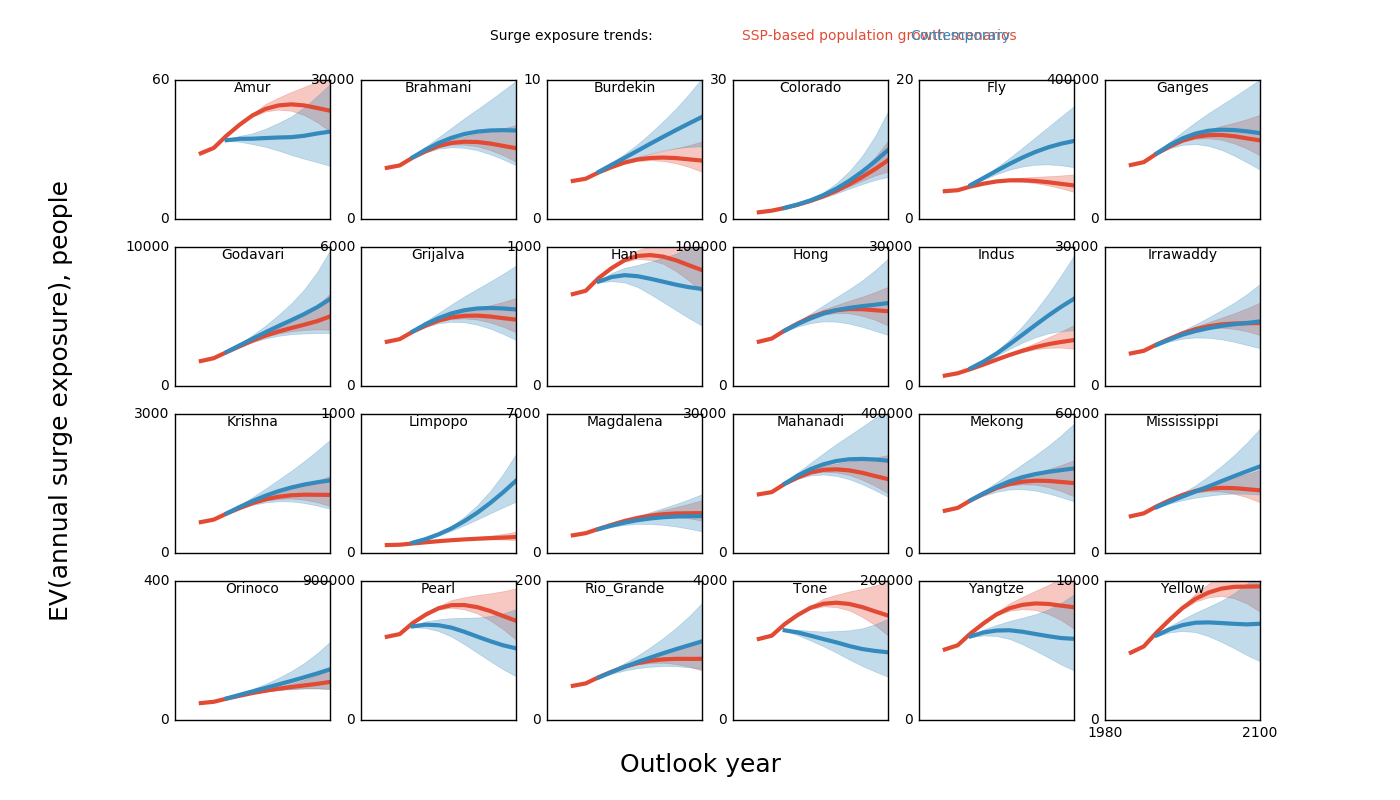 Surge exposure trends: SSP-based population growth scenarios Contemporary
60 Amur 30000 Brahmani 10 Burdekin 30 Colorado 20 Fly 400000 Ganges
0 0 0 0 0 0
10000 Godavari 6000 Grijalva 1000 Han 100000 Hong 30000 Indus 30000 Irrawaddy
0 0 0 0 0 0
3000 Krishna 1000 Limpopo 7000 Magdalena 30000 Mahanadi 400000 Mekong 60000 Mississippi
0 0 0 0 0 0
400 Orinoco 900000 Pearl 200 Rio_Grande 4000 Tone 200000 Yangtze 10000 Yellow
0 0 0 0 0 0
1980 2100
EV(annual surge exposure), people
Outlook year